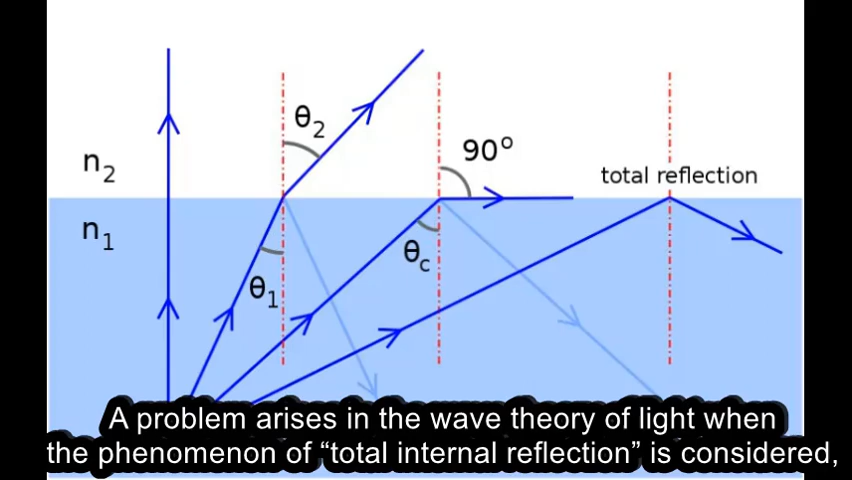 θ2
90°
n2
total reflection
n1
θc
θ1
A problem arises in the wave theory of light when
the phenomenon of “total internal reflection” is considered,